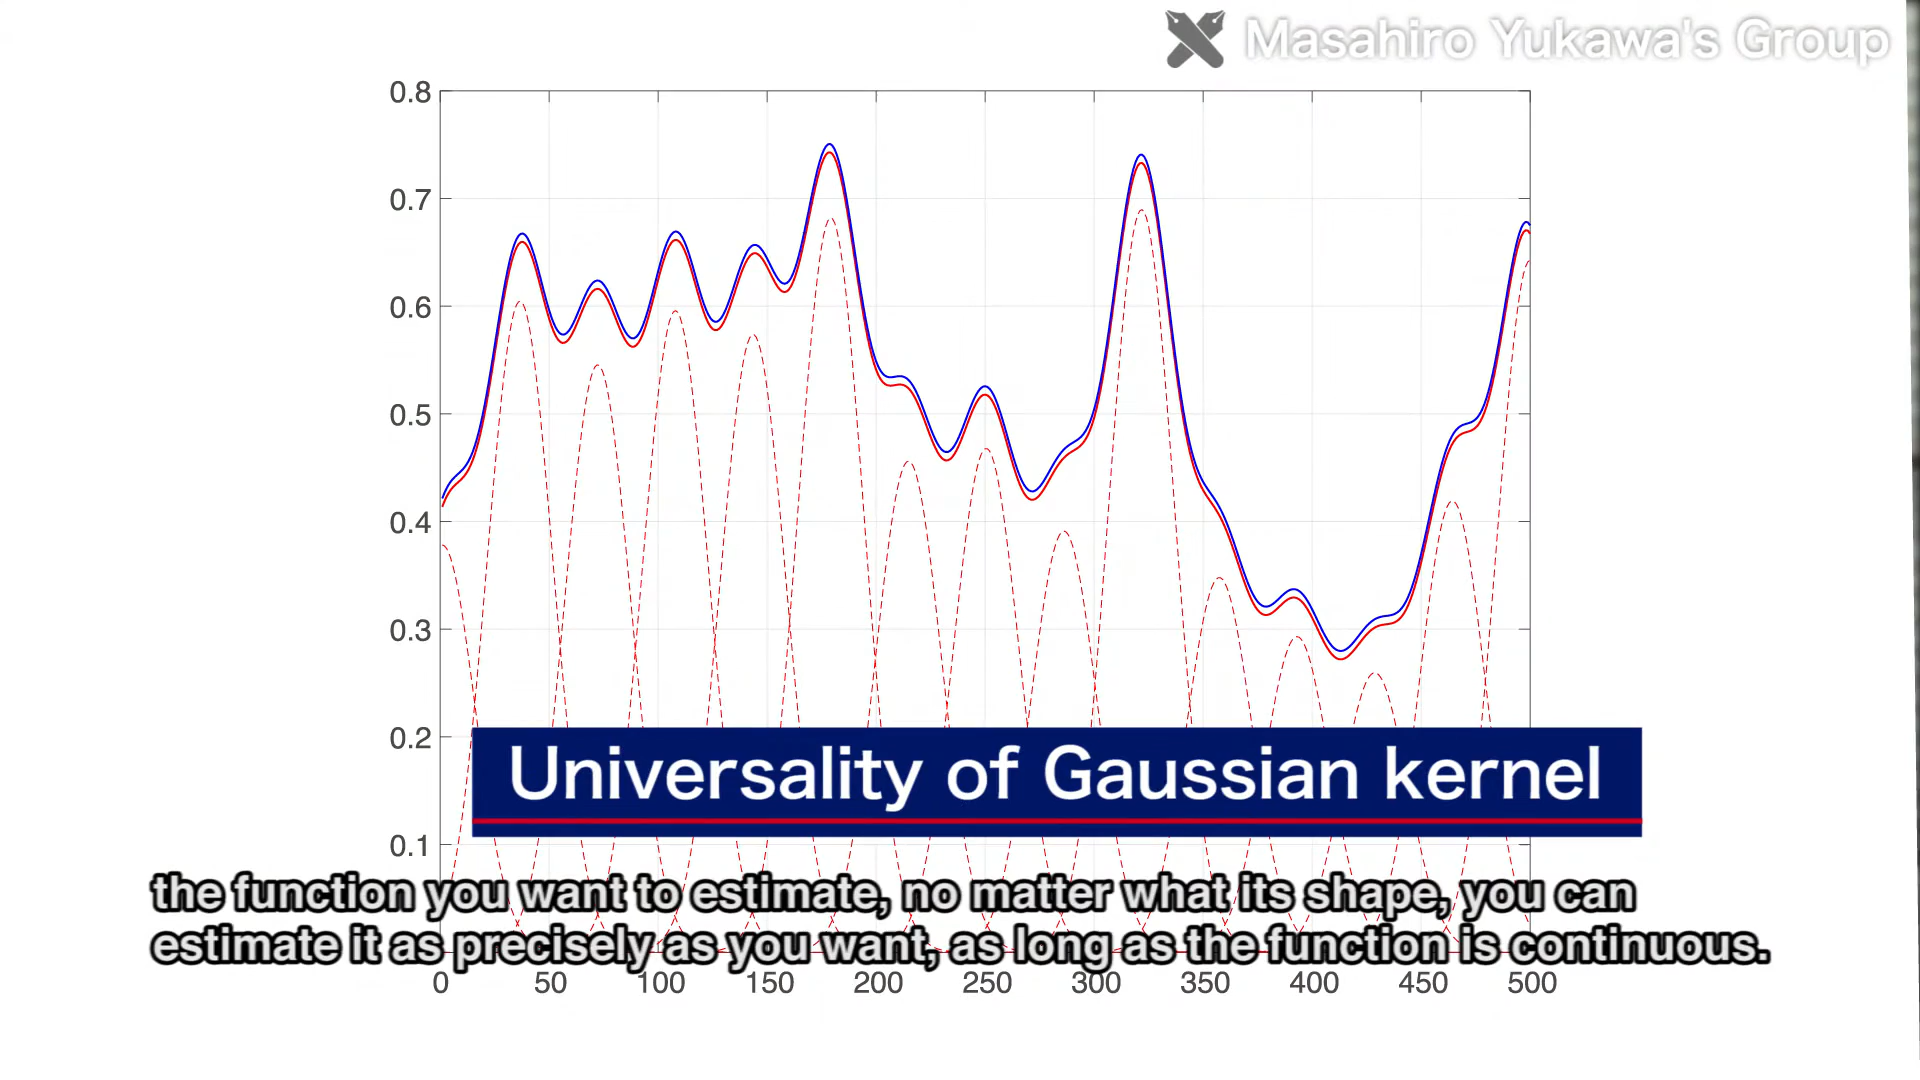 Masahiro Yukawa's Group
0.8
0.7
0.6
0.5
0.4
0.3
0.2
Universality of Gaussian kernel
0.1
the function you want to estimate, no matter what its shape, you can
estimate it as precisely as you want, as long as the function is continuous.
0 50 100 150 200 250 300 350 400 450 500